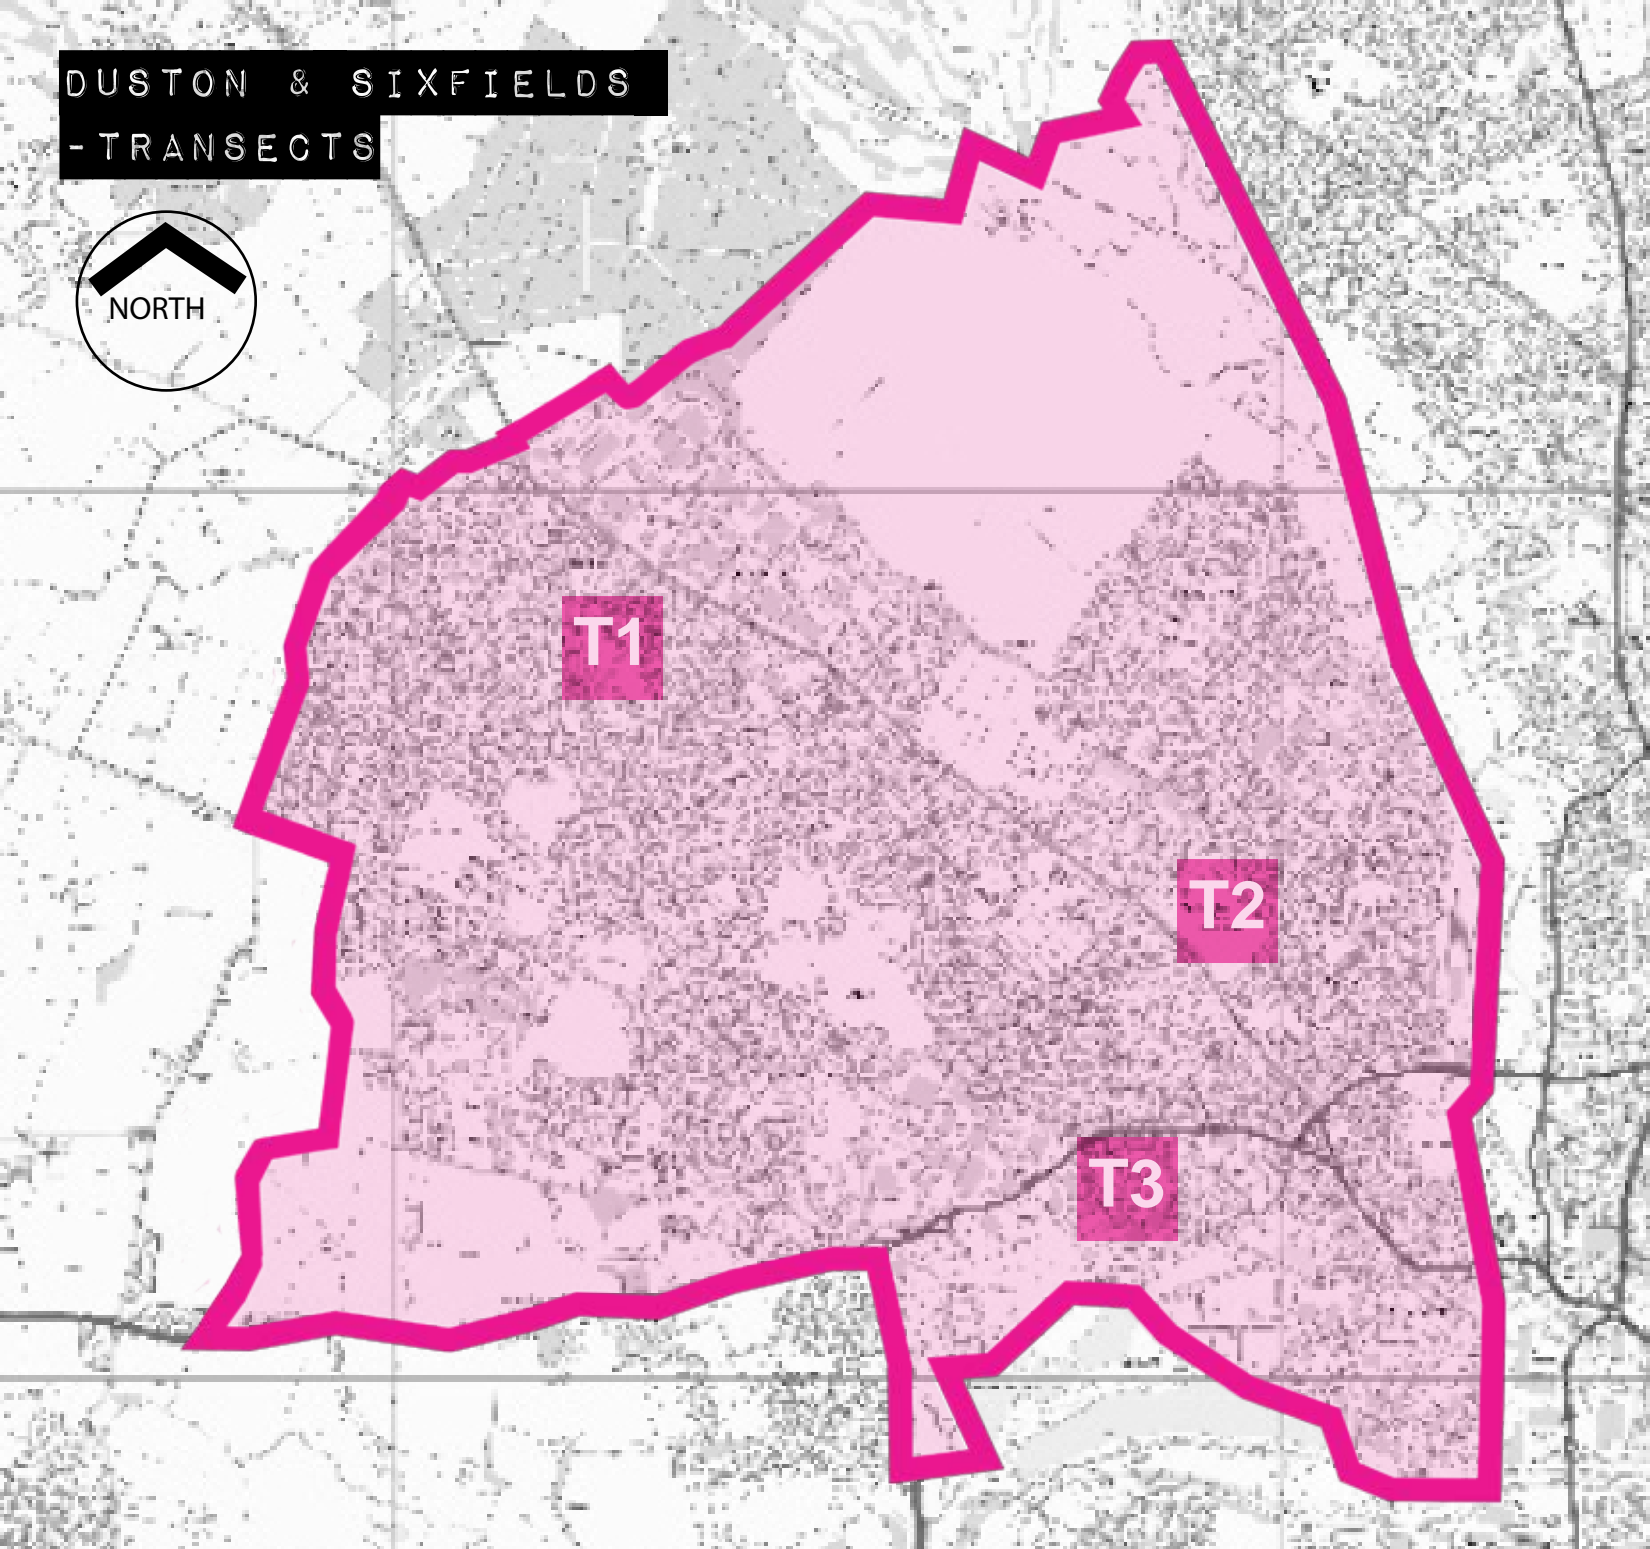 DUSTON & SIXFIELDS
-TRANSECTS
NORTH
T1
T2
T3